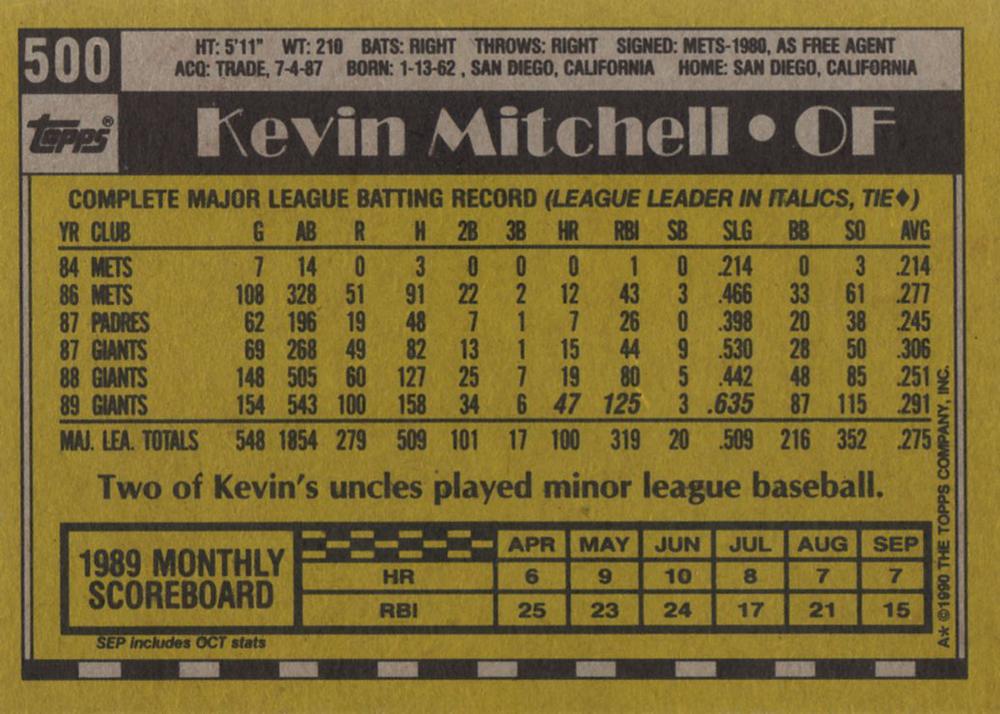 500
HT: 5'11" WT: 210 BATS: RIGHT THROWS: RIGHT SIGNED: METS-1980, AS FREE AGENT
ACQ: TRADE, 7-4-87 BORN: 1-13-62 , SAN DIEGO, CALIFORNIA HOME: SAN DIEGO, CALIFORNIA
topps®
Kevin Mitchell • OF
COMPLETE MAJOR LEAGUE BATTING RECORD (LEAGUE LEADER IN ITALICS, TIE♦)
YR CLUB G AB R H 2B 3B HR RBI SB SLG BB SO AVG
84 METS 7 14 0 3 0 0 0 1 0 .214 0 3 .214
86 METS 108 328 51 91 22 2 12 43 3 .466 33 61 .277
87 PADRES 62 196 19 48 7 1 7 26 0 .398 20 38 .245
87 GIANTS 69 268 49 82 13 1 15 44 9 .530 28 50 .306
88 GIANTS 148 505 60 127 25 7 19 80 5 .442 48 85 .251
89 GIANTS 154 543 100 158 34 6 47 125 3 .635 87 115 .291
MAJ. LEA. TOTALS 548 1854 279 509 101 17 100 319 20 .509 216 352 .275
Two of Kevin's uncles played minor league baseball.
1989 MONTHLY
SCOREBOARD
APR MAY JUN JUL AUG SEP
HR 6 9 10 8 7 7
RBI 25 23 24 17 21 15
SEP includes OCT stats
A* ©1990 THE TOPPS COMPANY, INC.